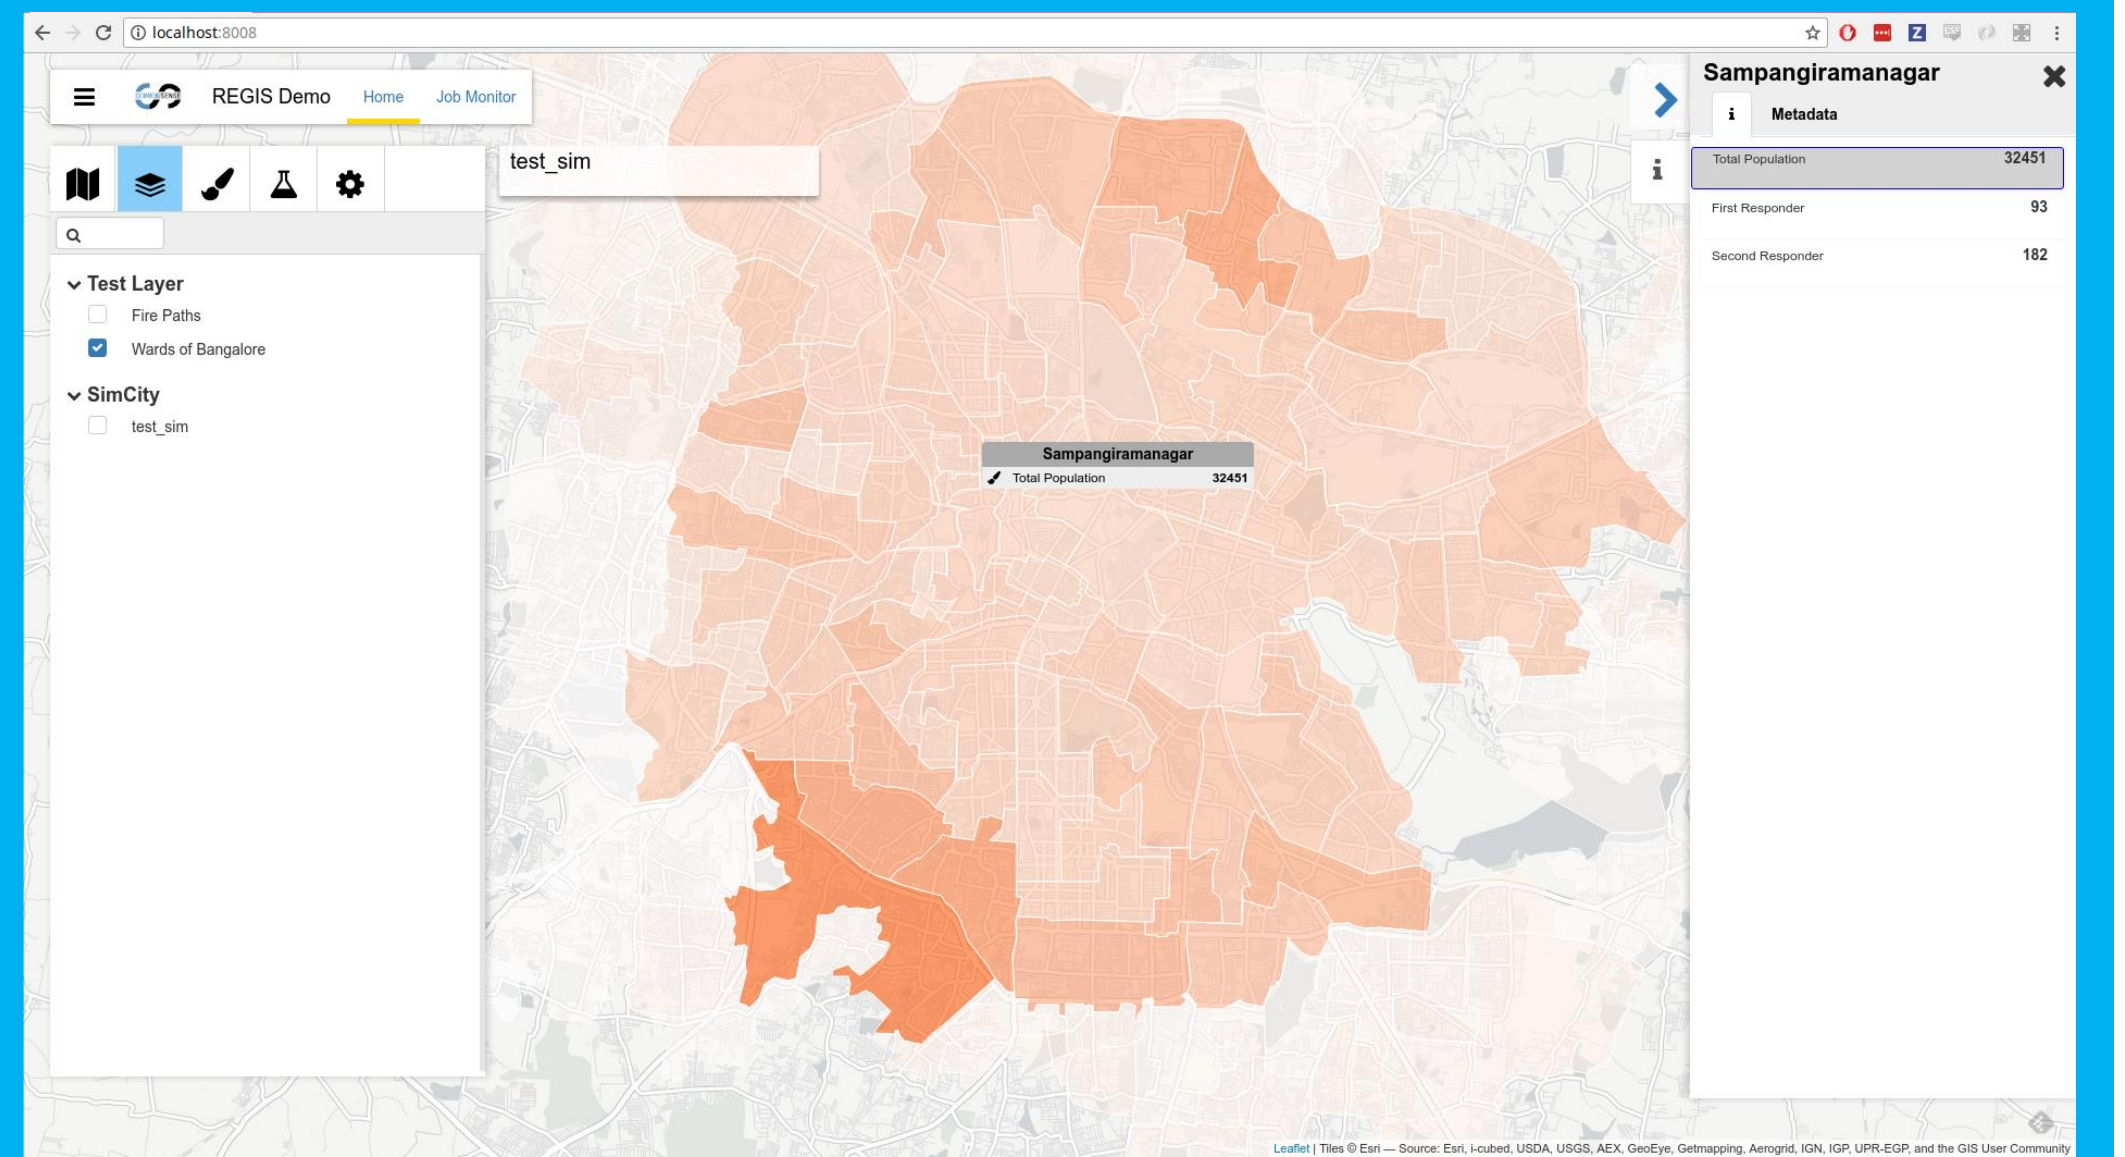 localhost:8008
COMMONSENSE
REGIS Demo Home Job Monitor
test_sim
Test Layer
Fire Paths
Wards of Bangalore
SimCity
test_sim
Sampangiramanagar
Total Population 32451
Sampangiramanagar
i Metadata
Total Population 32451
First Responder 93
Second Responder 182
Leaflet | Tiles © Esri — Source: Esri, i-cubed, USDA, USGS, AEX, GeoEye, Getmapping, Aerogrid, IGN, IGP, UPR-EGP, and the GIS User Community